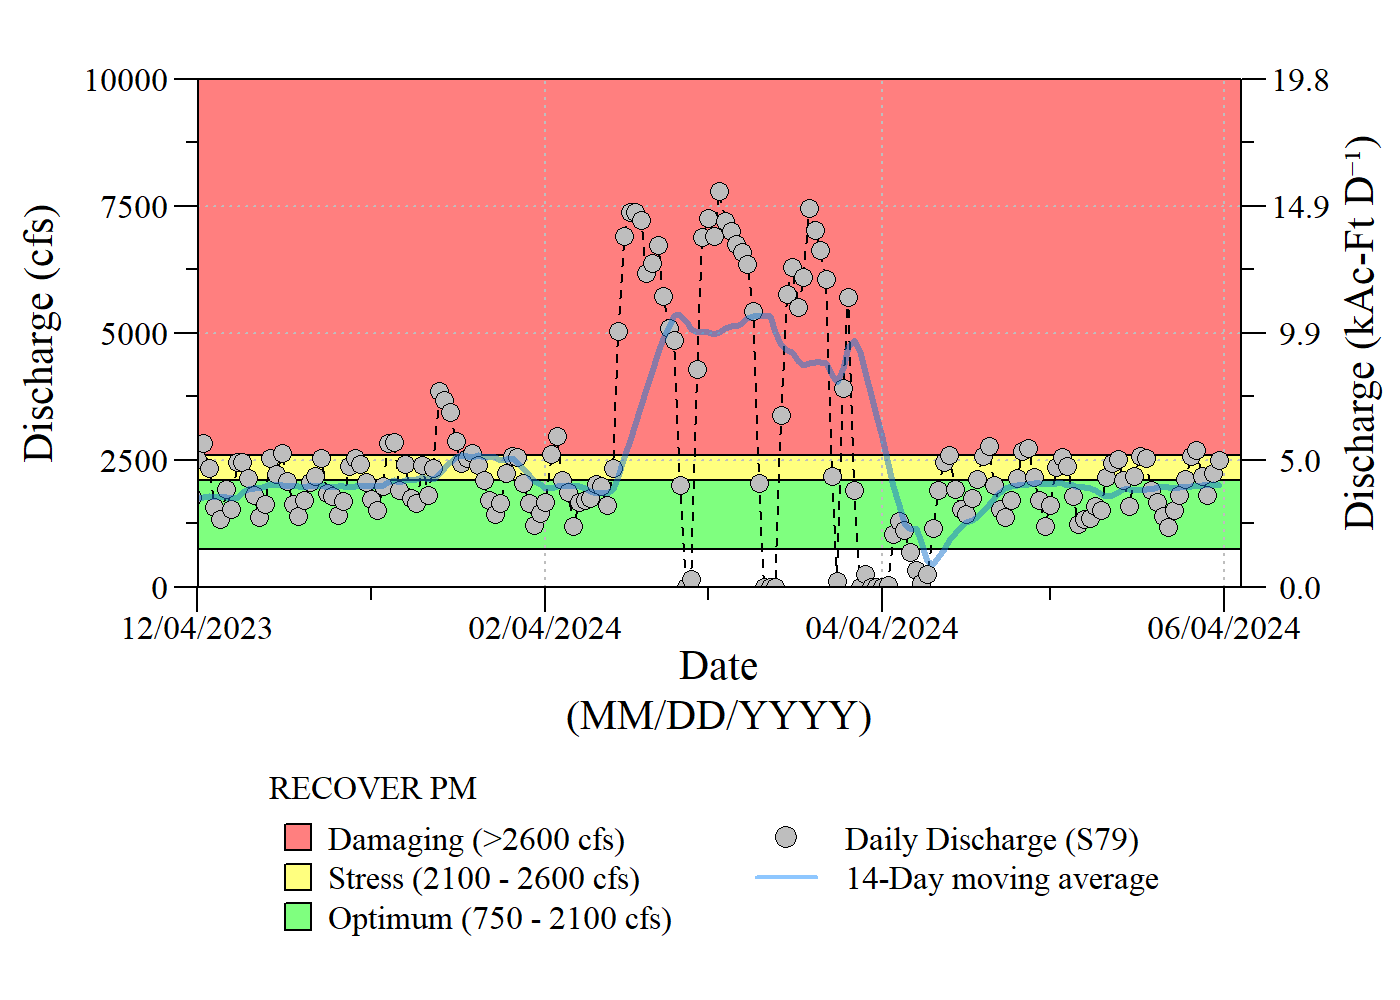 10000
7500
5000
2500
0
Discharge (cfs)
19.8
14.9
9.9
5.0
0.0
Discharge (kAc-Ft D⁻¹)
12/04/2023 02/04/2024 04/04/2024 06/04/2024
Date
(MM/DD/YYYY)
RECOVER PM
Damaging (>2600 cfs)
Stress (2100 - 2600 cfs)
Optimum (750 - 2100 cfs)
Daily Discharge (S79)
14-Day moving average